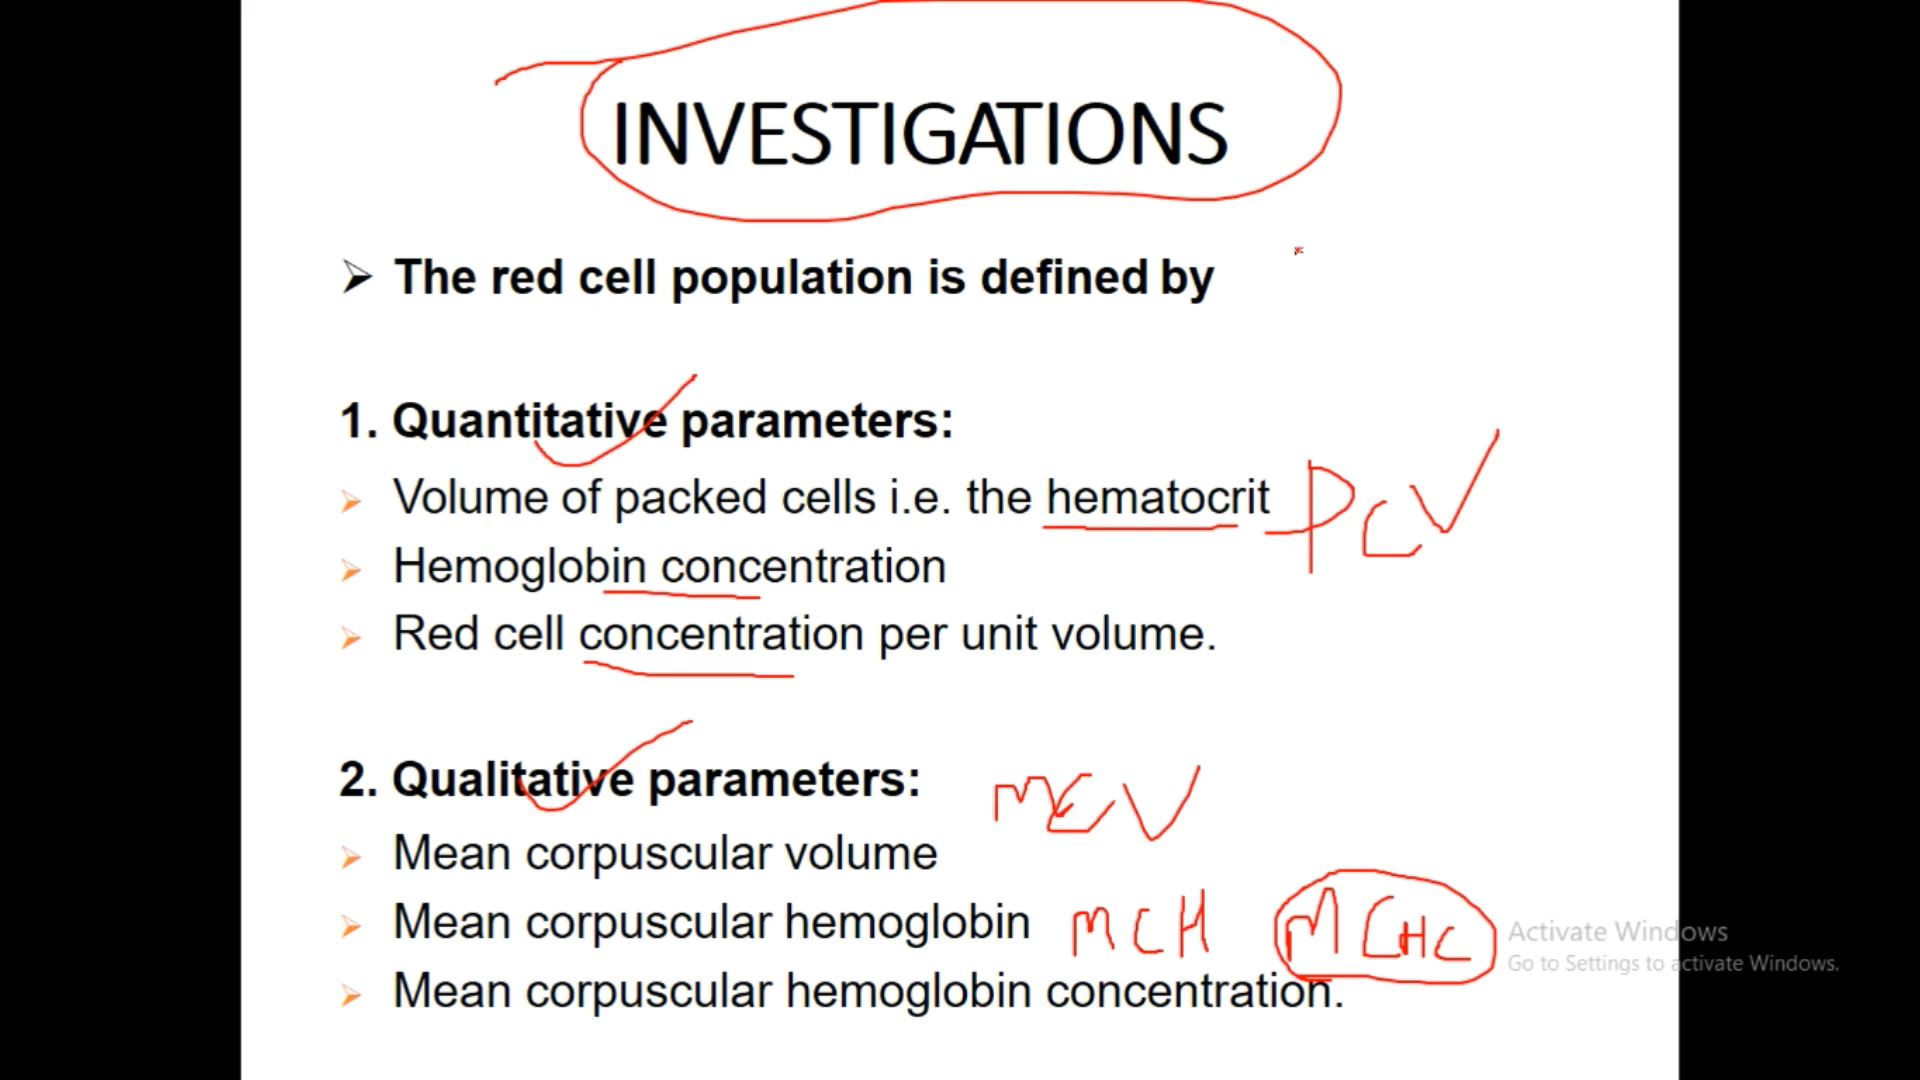 INVESTIGATIONS
➢ The red cell population is defined by
1. Quantitative parameters:
➢ Volume of packed cells i.e. the hematocrit PCV
➢ Hemoglobin concentration
➢ Red cell concentration per unit volume.
2. Qualitative parameters:
MCV
➢ Mean corpuscular volume
➢ Mean corpuscular hemoglobin MCH MCHC
➢ Mean corpuscular hemoglobin concentration.
Activate Windows
Go to Settings to activate Windows.